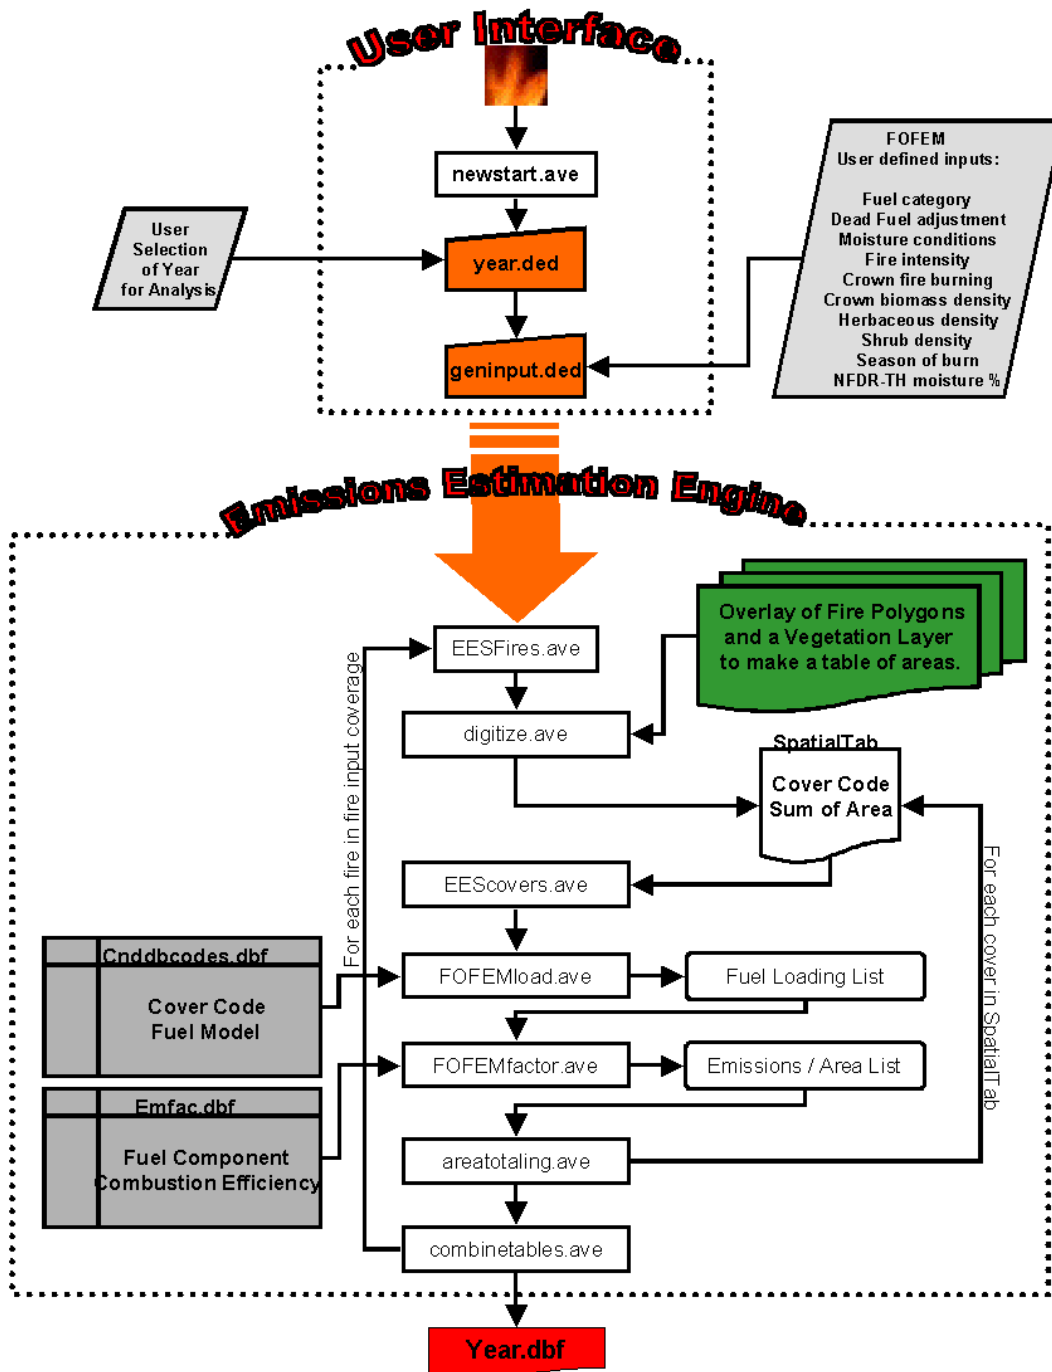 User Interface
newstart.ave
User
Selection
of Year
for Analysis
year.ded
geninput.ded
FOFEM
User defined inputs:
Fuel category
Dead Fuel adjustment
Moisture conditions
Fire intensity
Crown fire burning
Crown biomass density
Herbaceous density
Shrub density
Season of burn
NFDR-TH moisture %
Emissions Estimation Engine
EESFires.ave
Overlay of Fire Polygons
and a Vegetation Layer
to make a table of areas.
digitize.ave
SpatialTab
Cover Code
Sum of Area
For each fire in fire input coverage
EEScovers.ave
For each cover in SpatialTab
Cnddbcodes.dbf
Cover Code
Fuel Model
FOFEMload.ave
Fuel Loading List
FOFEMfactor.ave
Emissions / Area List
Emfac.dbf
Fuel Component
Combustion Efficiency
areatotaling.ave
combinetables.ave
Year.dbf